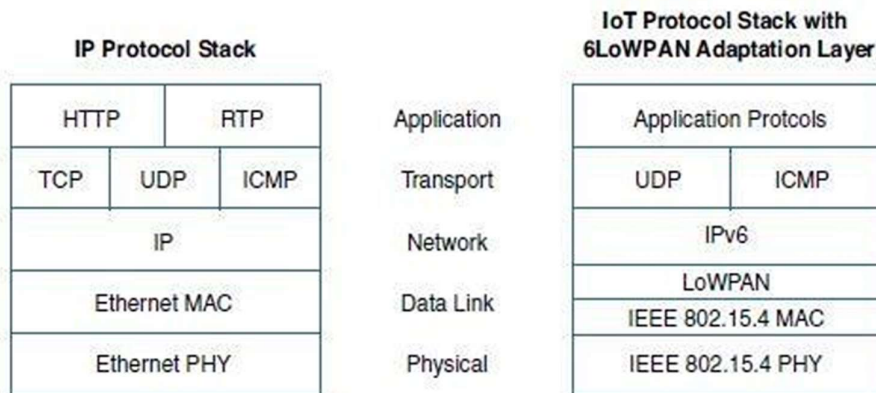 IP Protocol Stack
IoT Protocol Stack with
6LoWPAN Adaptation Layer
HTTP RTP Application Application Protcols
TCP UDP ICMP Transport UDP ICMP
IP Network IPv6
LoWPAN
Ethernet MAC Data Link
IEEE 802.15.4 MAC
Ethernet PHY Physical IEEE 802.15.4 PHY